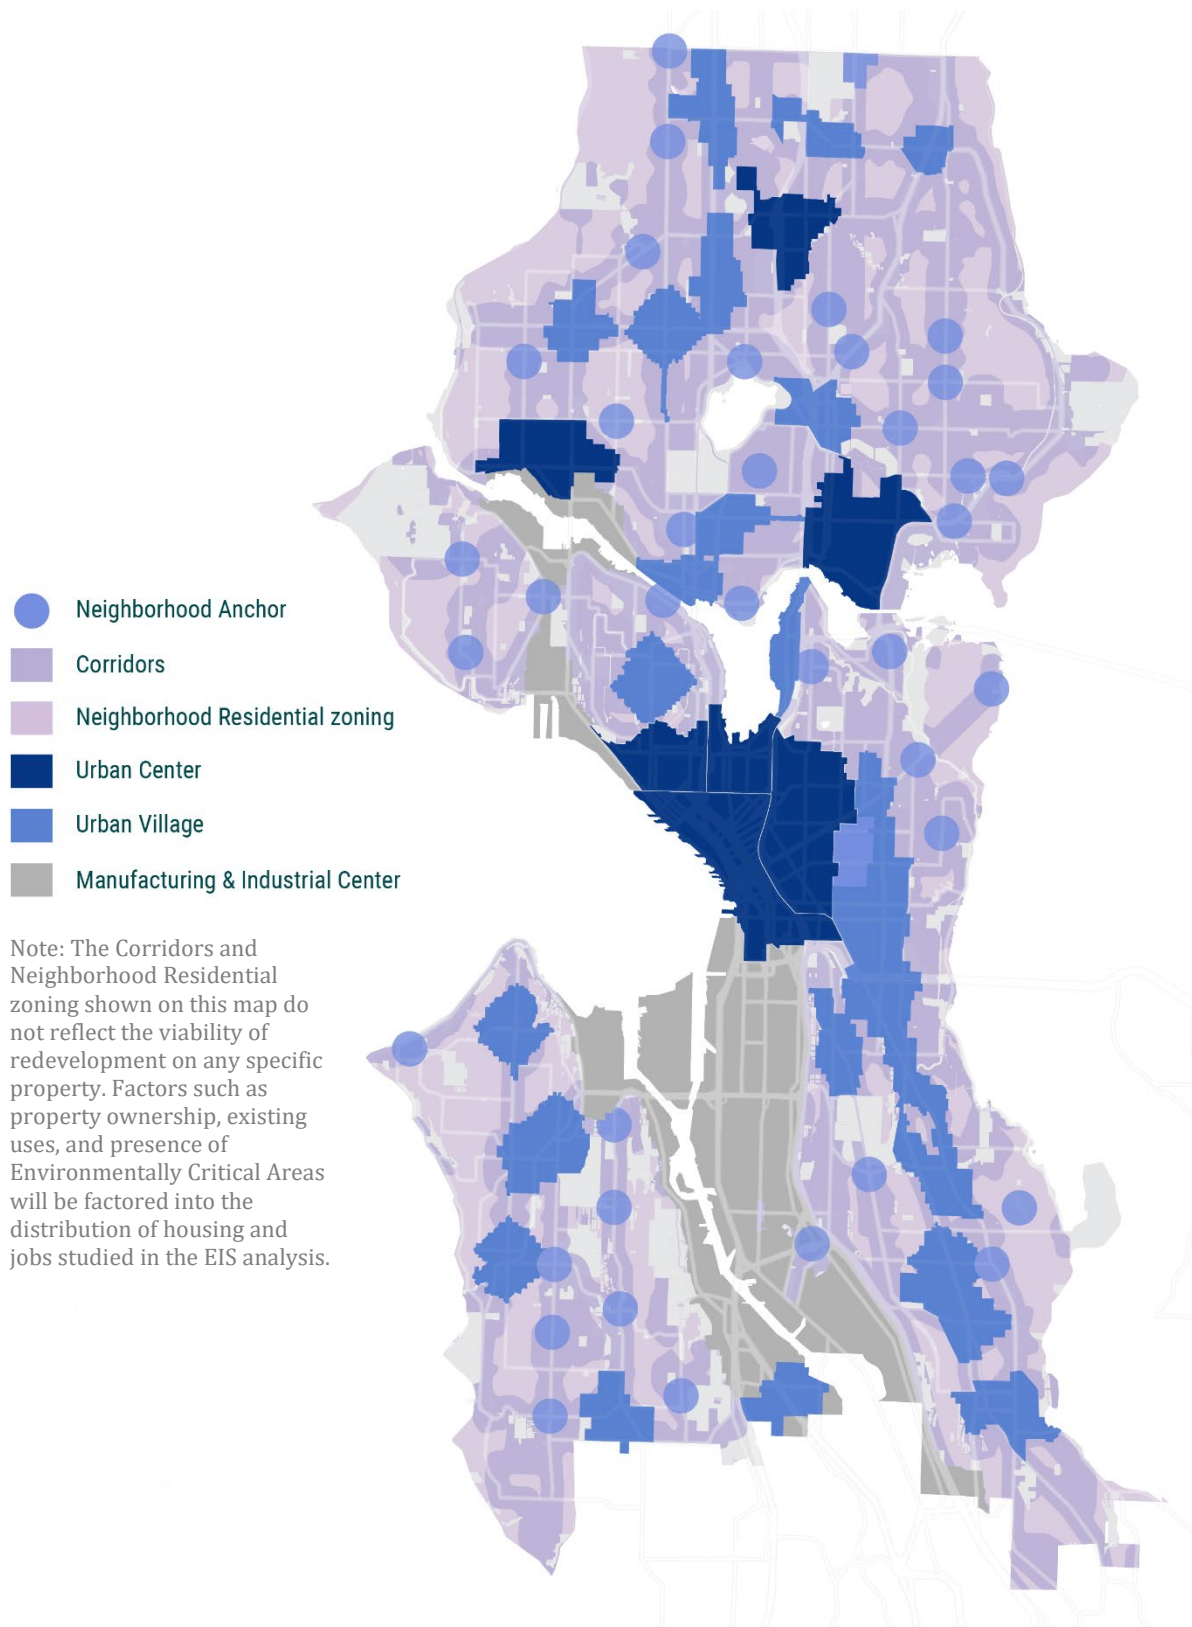 Neighborhood Anchor
Corridors
Neighborhood Residential zoning
Urban Center
Urban Village
Manufacturing & Industrial Center
Note: The Corridors and
Neighborhood Residential
zoning shown on this map do
not reflect the viability of
redevelopment on any specific
property. Factors such as
property ownership, existing
uses, and presence of
Environmentally Critical Areas
will be factored into the
distribution of housing and
jobs studied in the EIS analysis.